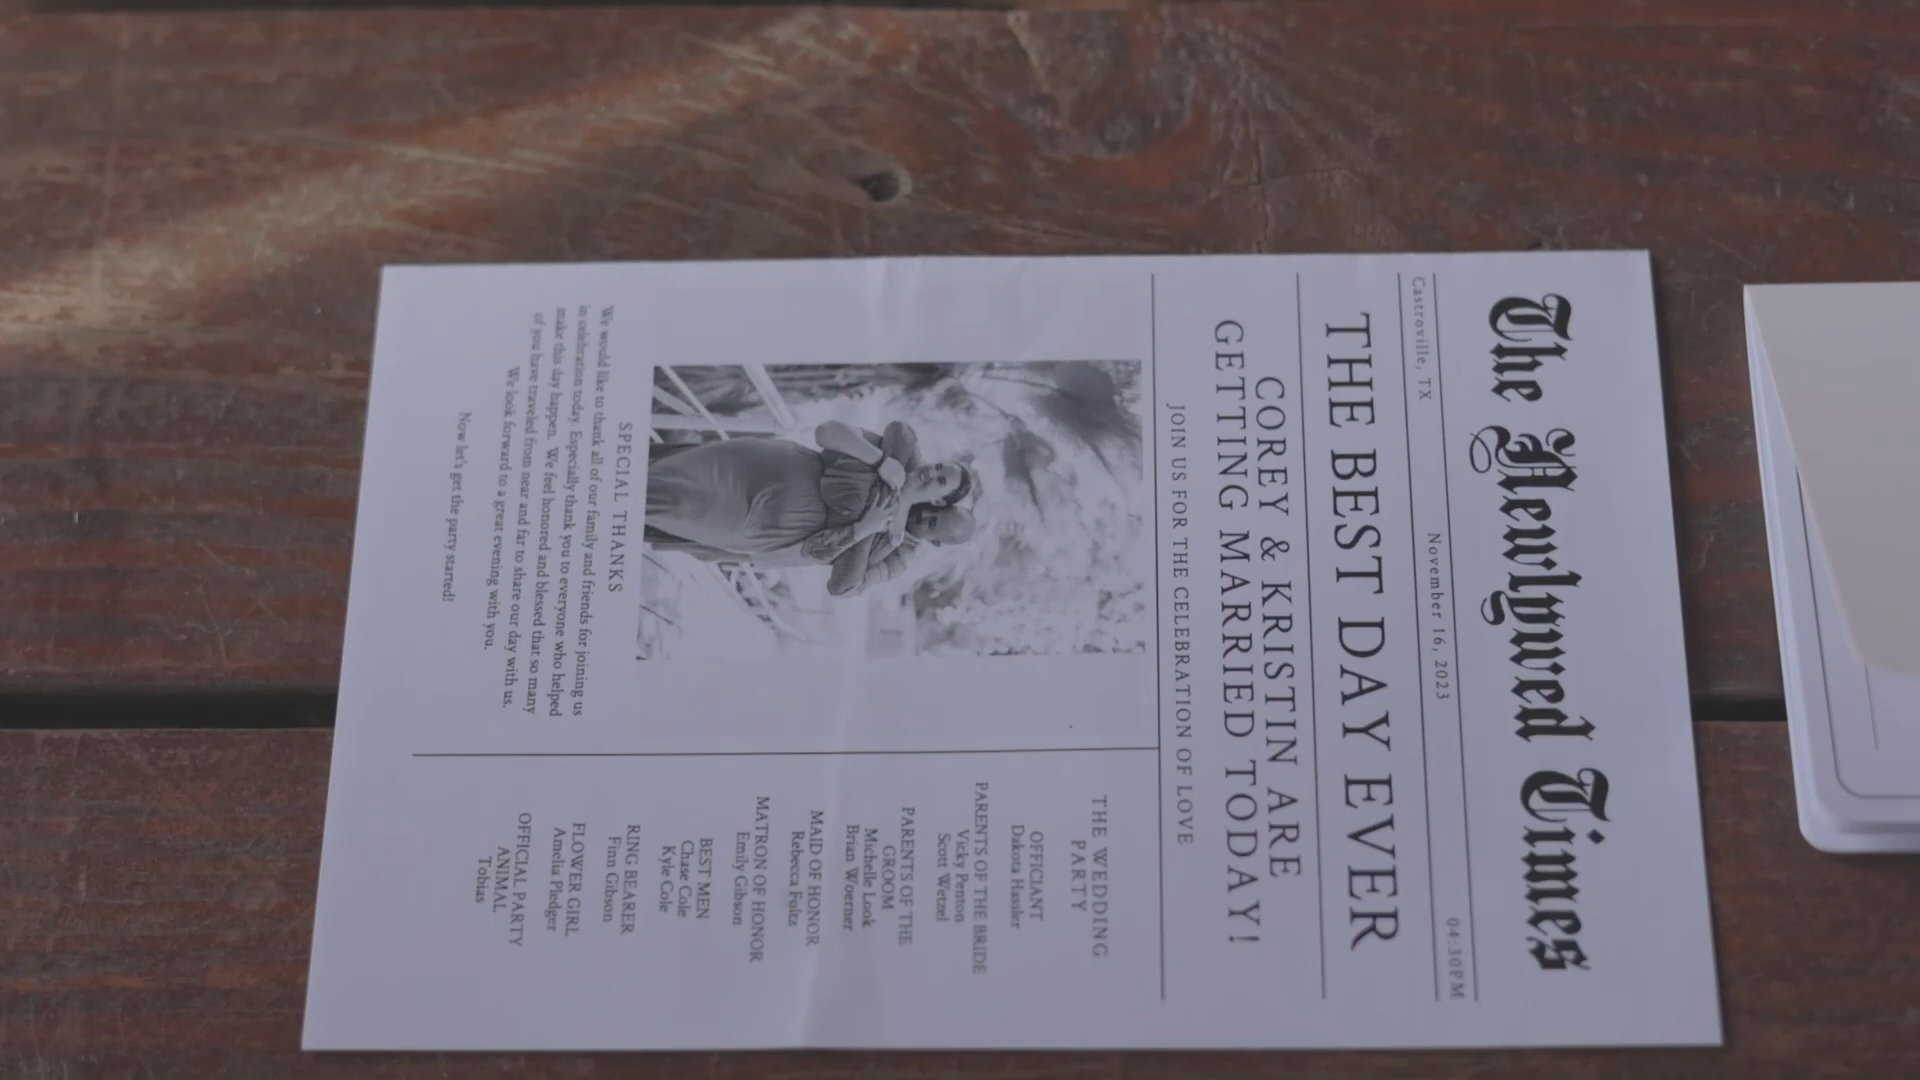 The Newlywed Times
Castroville, TX November 16, 2023 04:30PM
THE BEST DAY EVER
COREY & KRISTIN ARE
GETTING MARRIED TODAY!
JOIN US FOR THE CELEBRATION OF LOVE
SPECIAL THANKS
We would like to thank all of our family and friends for joining us
in celebration today. Especially thank you to everyone who helped
make this day happen. We feel honored and blessed that so many
of you have traveled from near and far to share our day with us.
We look forward to a great evening with you.
Now let's get the party started!
THE WEDDING
PARTY
OFFICIANT
Dakota Hassler
PARENTS OF THE BRIDE
Vicky Penton
Scott Wetzel
PARENTS OF THE
GROOM
Michelle Look
Brian Woerner
MAID OF HONOR
Rebecca Foltz
MATRON OF HONOR
Emily Gibson
BEST MEN
Chase Cole
Kyle Cole
RING BEARER
Finn Gibson
FLOWER GIRL
Amelia Pledger
OFFICIAL PARTY
ANIMAL
Tobias